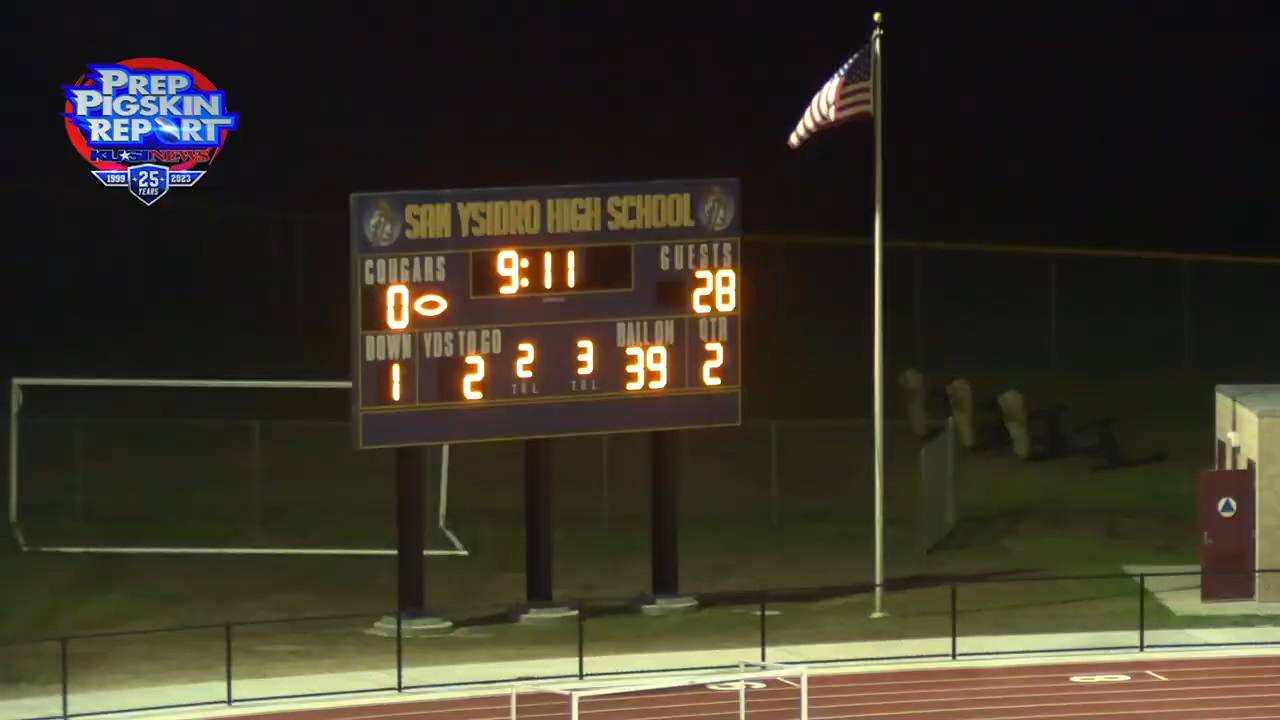 PREP
PIGSKIN
REPORT
KUSI NEWS
1999 25 2023
YEARS
SAN YSIDRO HIGH SCHOOL
COUGARS 9:11 GUESTS
0 28
DOWN YDS TO GO BALL ON QTR
1 2 2 3 39 2
T.O.L. T.O.L.
8